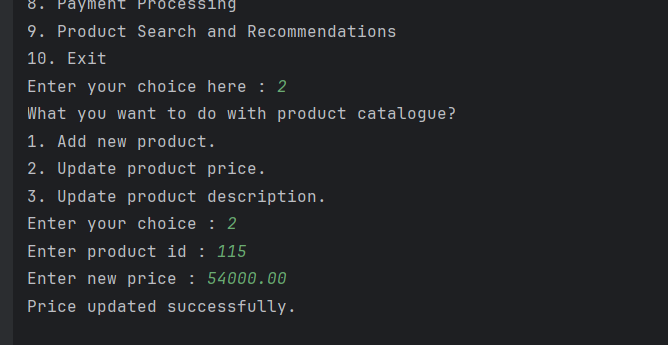 8. Payment Processing
9. Product Search and Recommendations
10. Exit
Enter your choice here : 2
What you want to do with product catalogue?
1. Add new product.
2. Update product price.
3. Update product description.
Enter your choice : 2
Enter product id : 115
Enter new price : 54000.00
Price updated successfully.